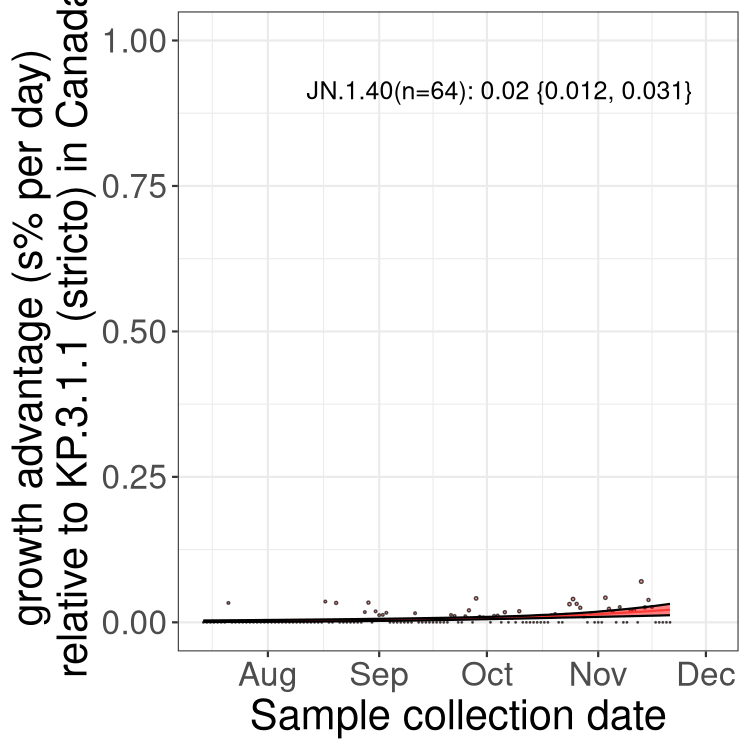 growth advantage (s% per day)
relative to KP.3.1.1 (stricto) in Canada
1.00
0.75
0.50
0.25
0.00
JN.1.40(n=64): 0.02 {0.012, 0.031}
Aug Sep Oct Nov Dec
Sample collection date